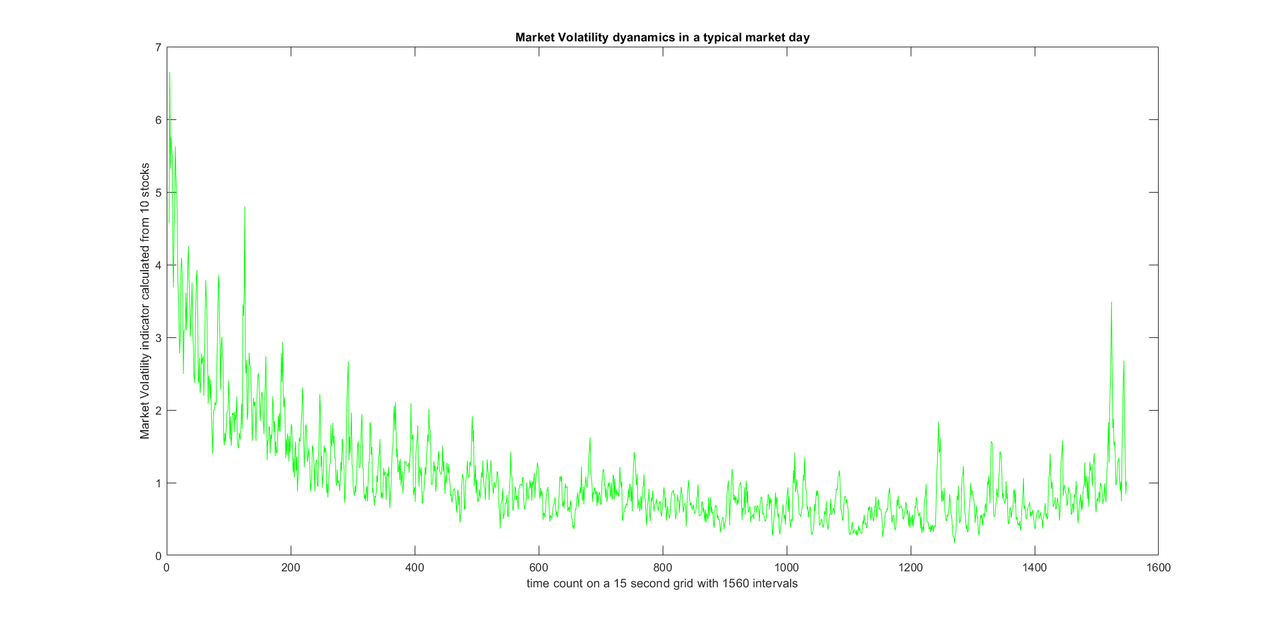 Market Volatility dyanamics in a typical market day
Market Volatility indicator calculated from 10 stocks
7
6
5
4
3
2
1
0
0 200 400 600 800 1000 1200 1400 1600
time count on a 15 second grid with 1560 intervals